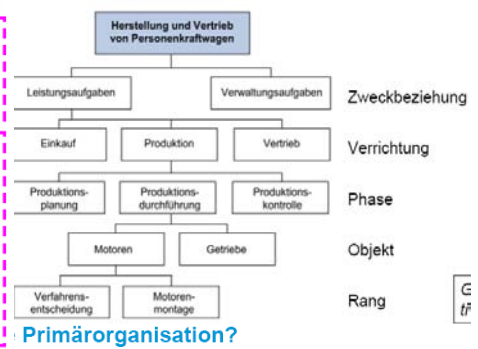 Herstellung und Vertrieb
von Personenkraftwagen
Leistungsaufgaben
Verwaltungsaufgaben
Zweckbeziehung
Einkauf
Produktion
Vertrieb
Verrichtung
Produktions-
planung
Produktions-
durchführung
Produktions-
kontrolle
Phase
Motoren
Getriebe
Objekt
Verfahrens-
entscheidung
Motoren-
montage
Rang
Primärorganisation?